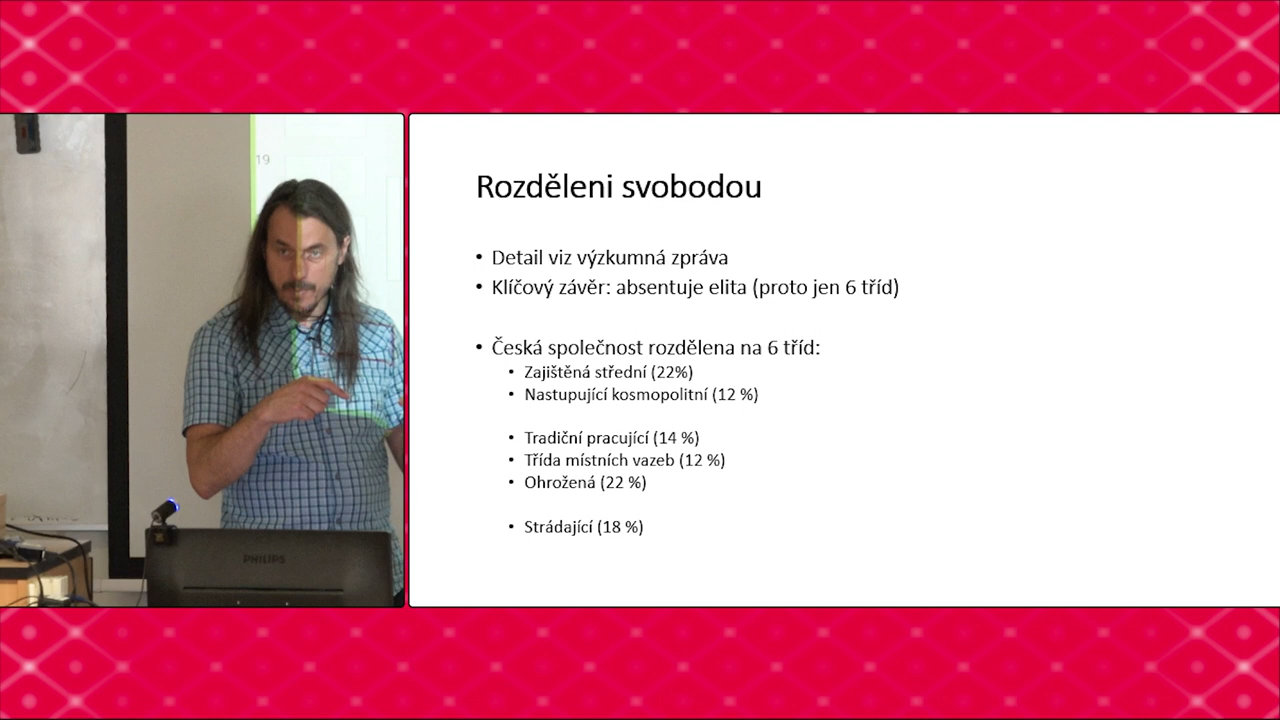 19
PHILIPS
Rozděleni svobodou
• Detail viz výzkumná zpráva
• Klíčový závěr: absentuje elita (proto jen 6 tříd)
• Česká společnost rozdělena na 6 tříd:
• Zajištěná střední (22%)
• Nastupující kosmopolitní (12 %)
• Tradiční pracující (14 %)
• Třída místních vazeb (12 %)
• Ohrožená (22 %)
• Strádající (18 %)